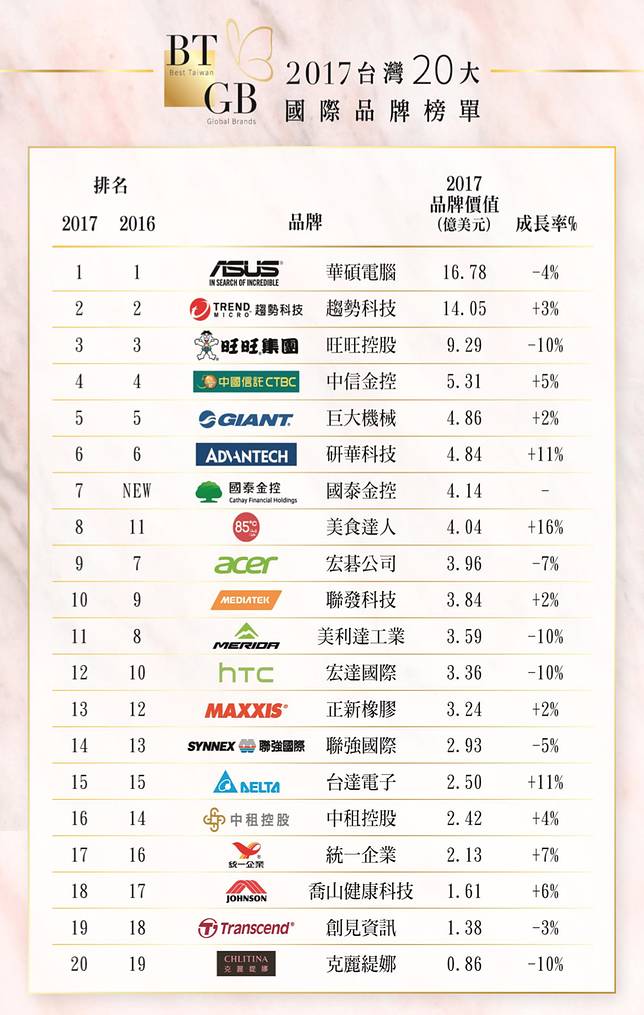 BT
Best Taiwan
GB
Global Brands
2017台灣20大
國際品牌榜單
排名
2017 2016 品牌 2017 品牌價值 (億美元) 成長率%
1 1 ASUS IN SEARCH OF INCREDIBLE 華碩電腦 16.78 -4%
2 2 TREND MICRO 趨勢科技 趨勢科技 14.05 +3%
3 3 旺旺集團 旺旺控股 9.29 -10%
4 4 中國信託 CTBC 中信金控 5.31 +5%
5 5 GIANT 巨大機械 4.86 +2%
6 6 ADVANTECH 研華科技 4.84 +11%
7 NEW 國泰金控 Cathay Financial Holdings 國泰金控 4.14 -
8 11 85°C 美食達人 4.04 +16%
9 7 acer 宏碁公司 3.96 -7%
10 9 MEDIATEK 聯發科技 3.84 +2%
11 8 MERIDA 美利達工業 3.59 -10%
12 10 hTC 宏達國際 3.36 -10%
13 12 MAXXIS® 正新橡膠 3.24 +2%
14 13 SYNNEX 聯強國際 聯強國際 2.93 -5%
15 15 DELTA 台達電子 2.50 +11%
16 14 中租控股 中租控股 2.42 +4%
17 16 統一企業 統一企業 2.13 +7%
18 17 JOHNSON 喬山健康科技 1.61 +6%
19 18 Transcend® 創見資訊 1.38 -3%
20 19 CHLITINA 克麗緹娜 克麗緹娜 0.86 -10%